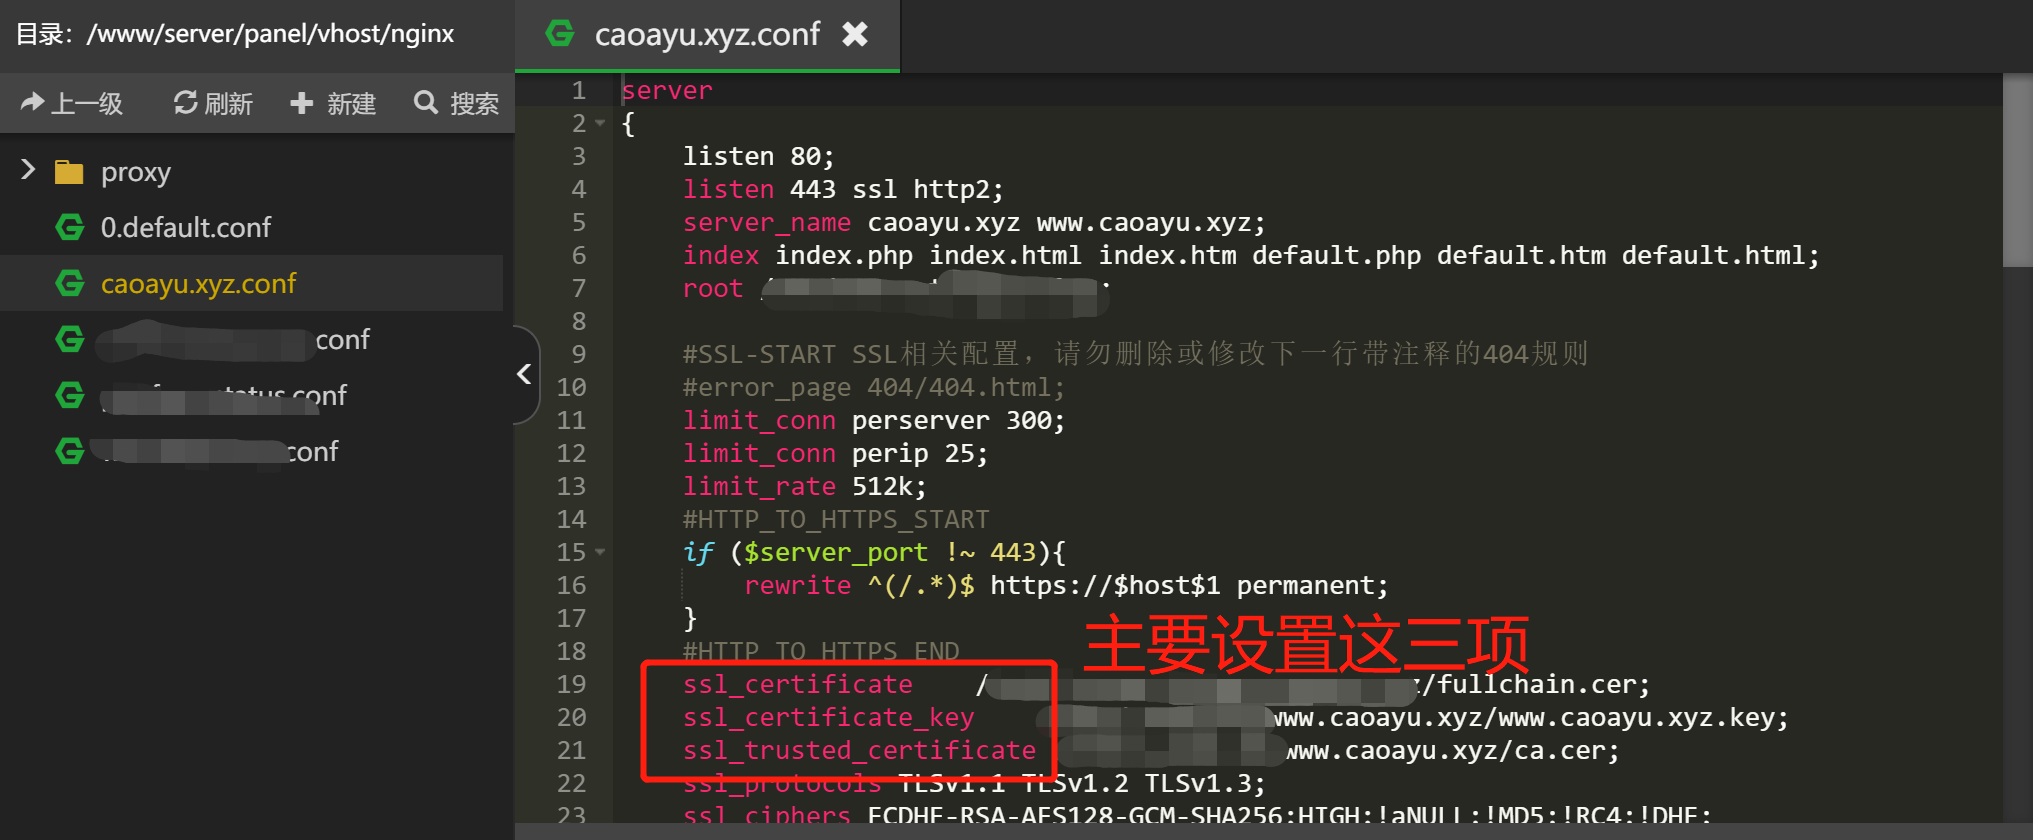 目录：/www/server/panel/vhost/nginx
上一级 刷新 新建 搜索
proxy
0.default.conf
caoayu.xyz.conf
conf
conf
conf
caoayu.xyz.conf
1 server
2 {
3 listen 80;
4 listen 443 ssl http2;
5 server_name caoayu.xyz www.caoayu.xyz;
6 index index.php index.html index.htm default.php default.htm default.html;
7 root
8
9 #SSL-START SSL相关配置，请勿删除或修改下一行带注释的404规则
10 #error_page 404/404.html;
11 limit_conn perserver 300;
12 limit_conn perip 25;
13 limit_rate 512k;
14 #HTTP_TO_HTTPS_START
15 if ($server_port !~ 443){
16 rewrite ^(/.*)$ https://$host$1 permanent;
17 }
18 #HTTP_TO_HTTPS_END
主要设置这三项
19 ssl_certificate / /fullchain.cer;
20 ssl_certificate_key www.caoayu.xyz/www.caoayu.xyz.key;
21 ssl_trusted_certificate www.caoayu.xyz/ca.cer;
22 ssl_protocols TLSv1.1 TLSv1.2 TLSv1.3;
23 ssl_ciphers ECDHE-RSA-AES128-GCM-SHA256:HIGH:!aNULL:!MD5:!RC4:!DHE;